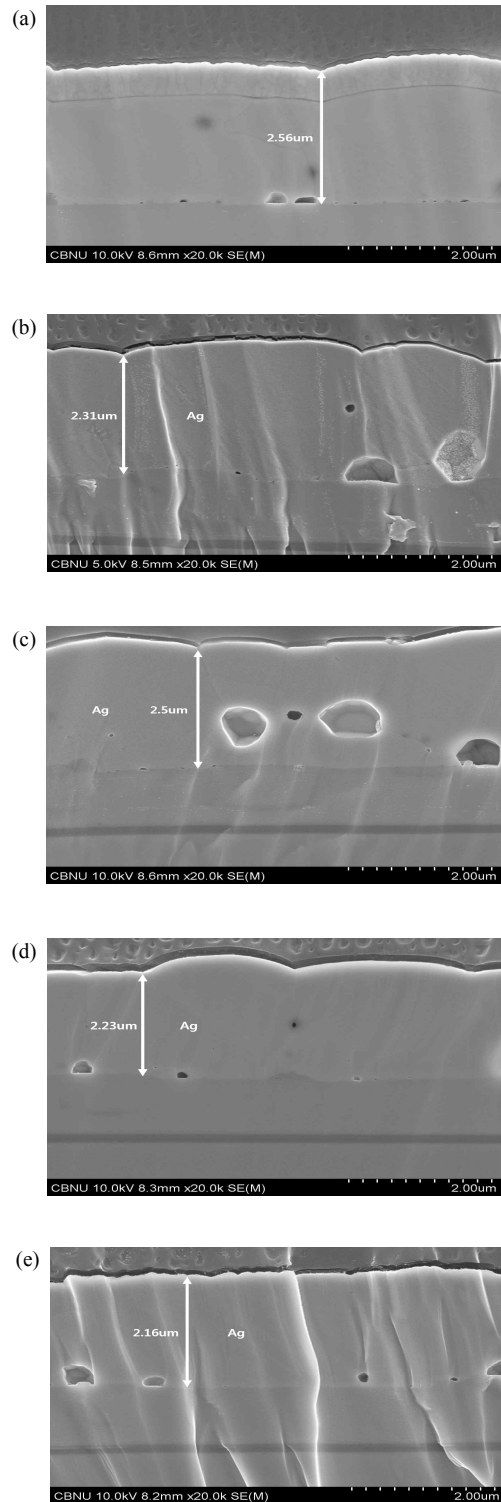 (a)
2.56um
CBNU 10.0kV 8.6mm x20.0k SE(M) 2.00um
(b)
2.31um Ag
CBNU 5.0kV 8.5mm x20.0k SE(M) 2.00um
(c)
Ag 2.5um
CBNU 10.0kV 8.6mm x20.0k SE(M) 2.00um
(d)
2.23um Ag
CBNU 10.0kV 8.3mm x20.0k SE(M) 2.00um
(e)
2.16um Ag
CBNU 10.0kV 8.2mm x20.0k SE(M) 2.00um